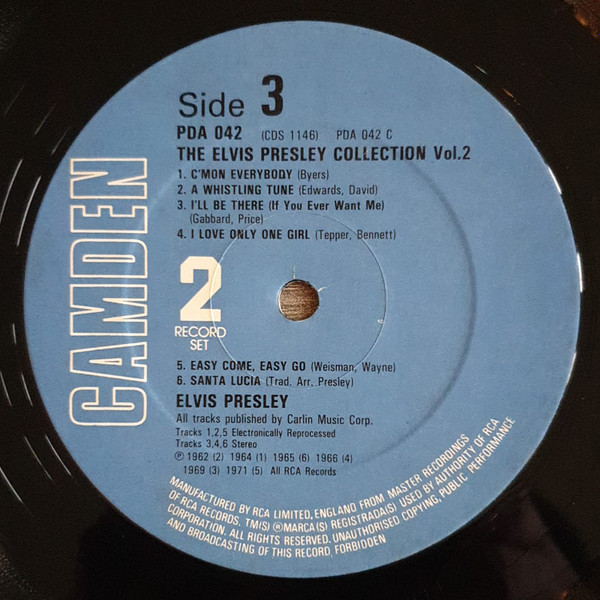 Side 3
PDA 042 (CDS 1146) PDA 042 C
THE ELVIS PRESLEY COLLECTION Vol.2
1. C'MON EVERYBODY (Byers)
2. A WHISTLING TUNE (Edwards, David)
3. I'LL BE THERE (If You Ever Want Me)
(Gabbard, Price)
4. I LOVE ONLY ONE GIRL (Tepper, Bennett)
CAMDEN
2
RECORD
SET
5. EASY COME, EASY GO (Weisman, Wayne)
6. SANTA LUCIA (Trad. Arr. Presley)
ELVIS PRESLEY
All tracks published by Carlin Music Corp.
Tracks 1,2,5 Electronically Reprocessed
Tracks 3,4,6 Stereo
℗ 1962 (2) 1964 (1) 1965 (6) 1966 (4)
1969 (3) 1971 (5) All RCA Records
MANUFACTURED BY RCA LIMITED, ENGLAND FROM MASTER RECORDINGS
OF RCA RECORDS. TM(S) ® MARCA(S) REGISTRADA(S) USED BY AUTHORITY OF RCA
CORPORATION. ALL RIGHTS RESERVED. UNAUTHORISED COPYING, PUBLIC PERFORMANCE
AND BROADCASTING OF THIS RECORD, FORBIDDEN